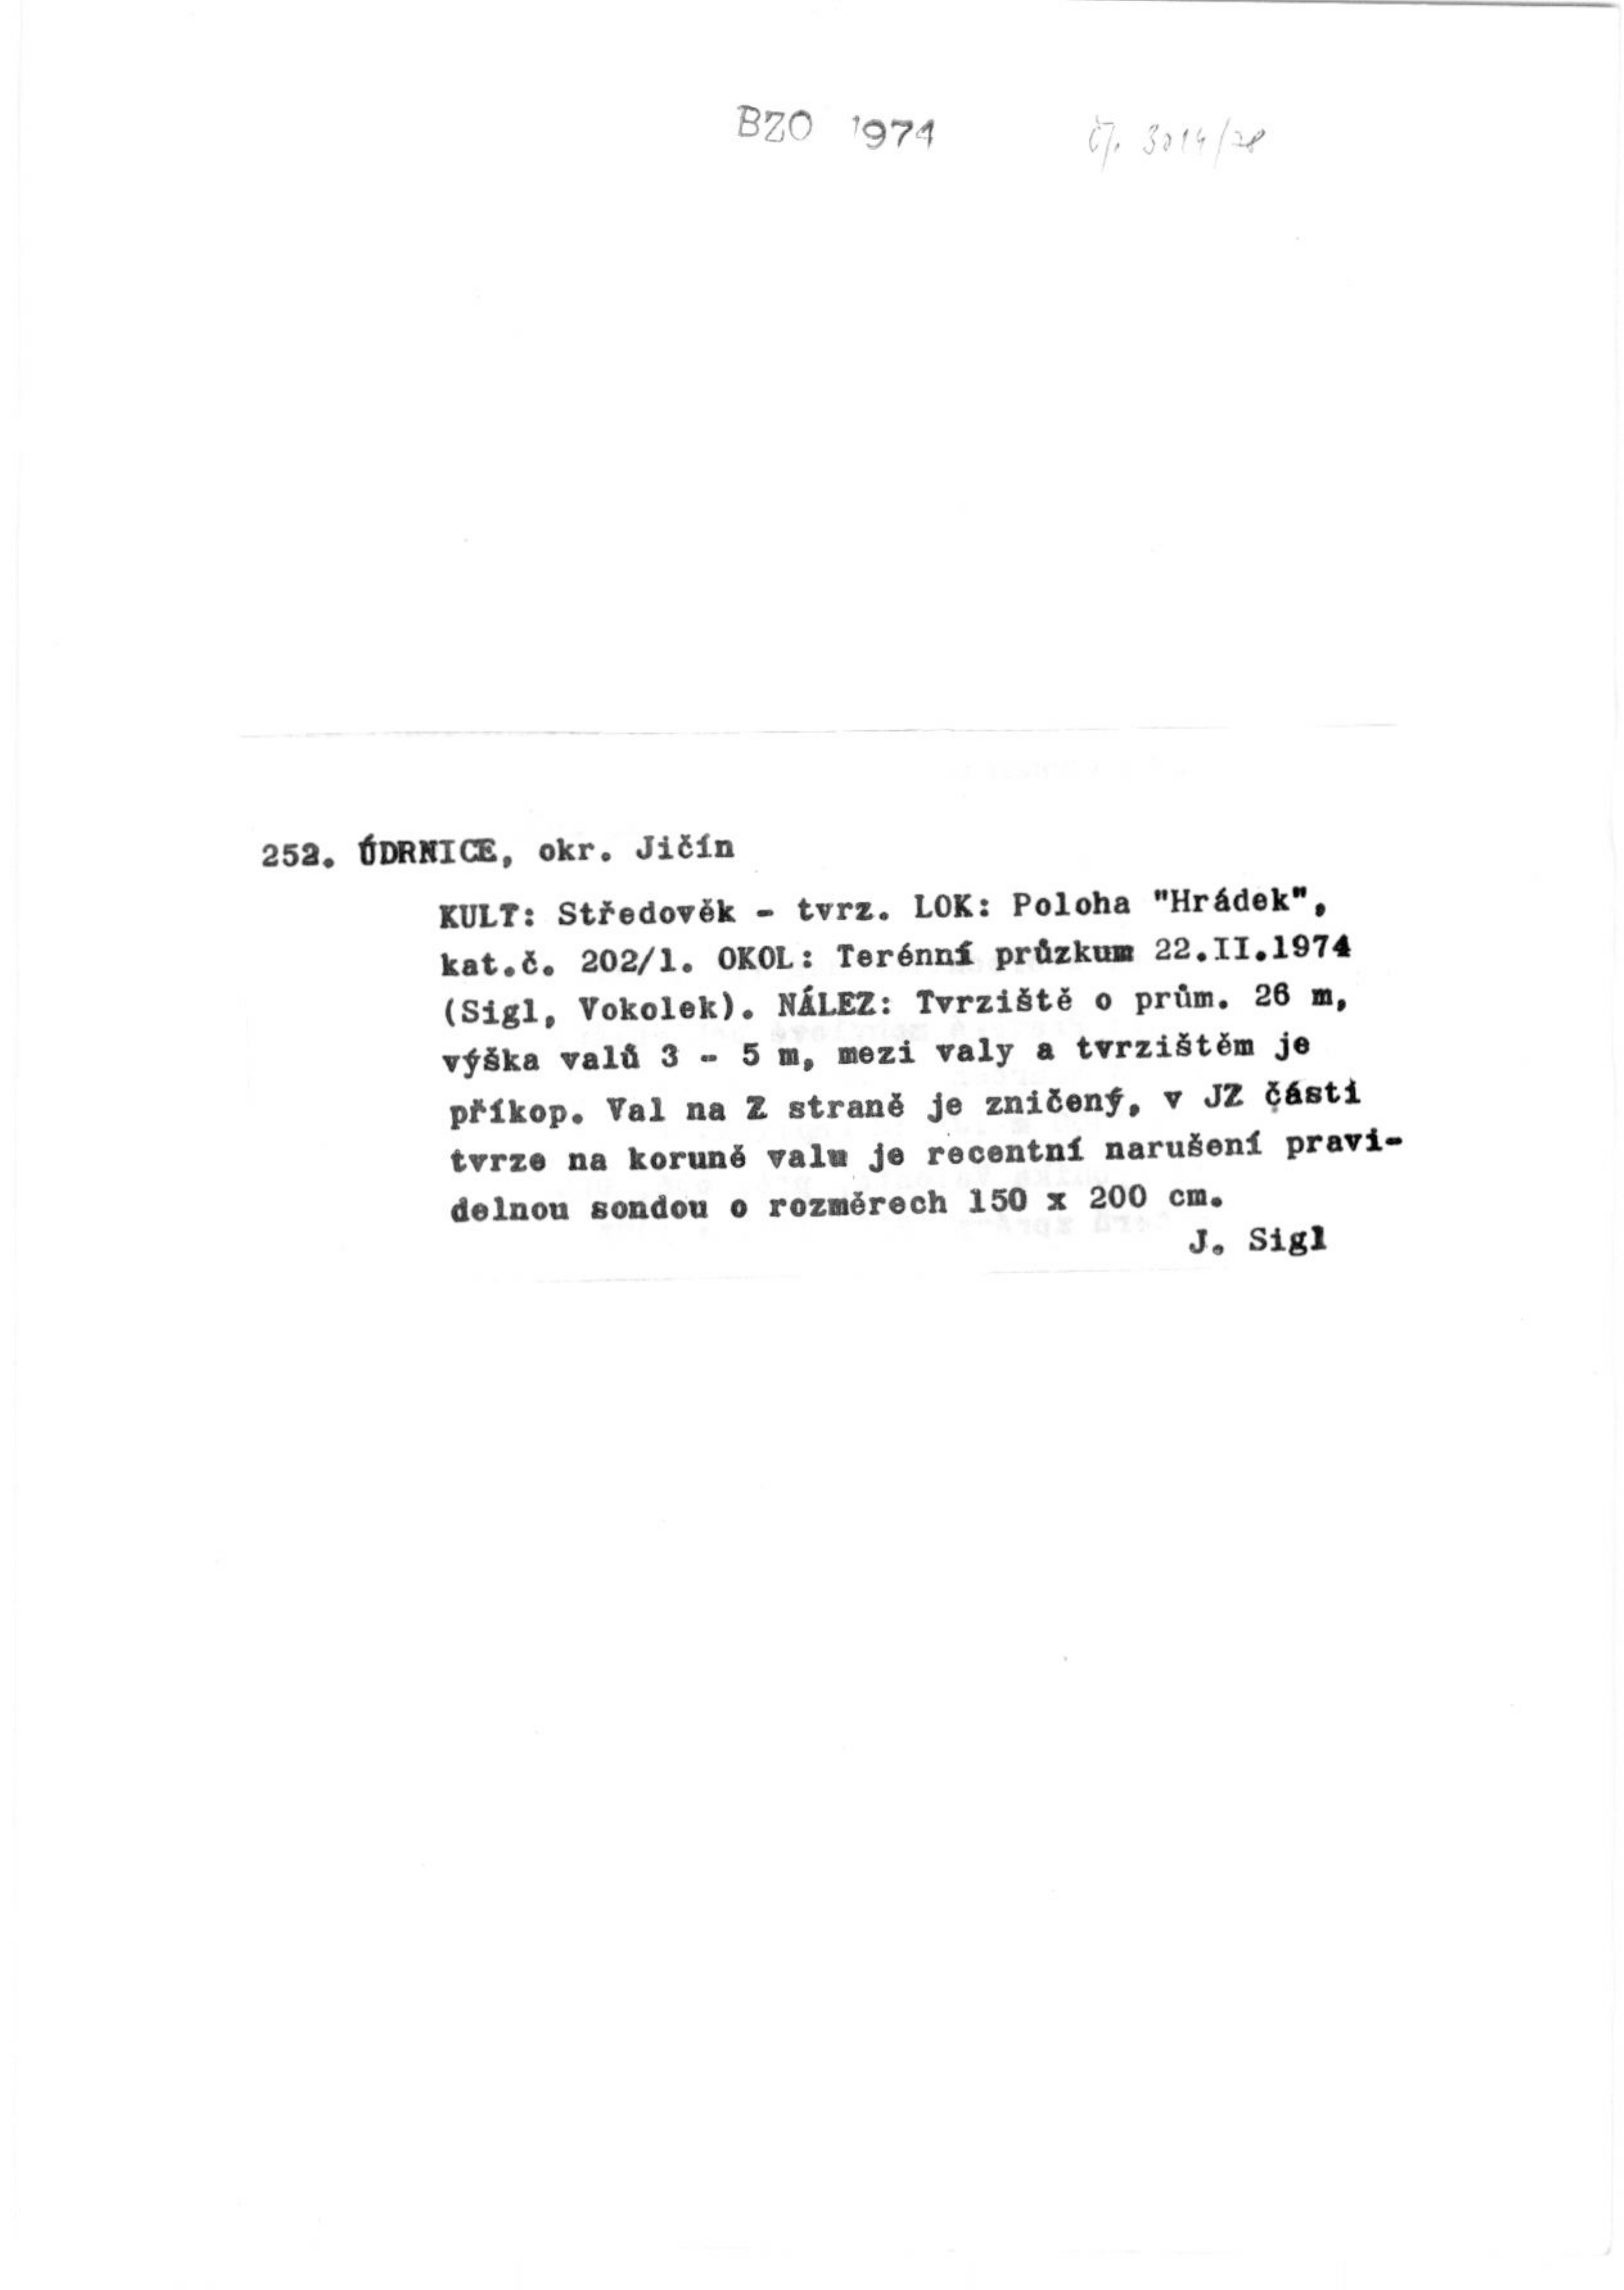 BZO 1974 čj. 3014/78
252. ÚDRNICE, okr. Jičín
KULT: Středověk - tvrz. LOK: Poloha "Hrádek",
kat.č. 202/1. OKOL: Terénní průzkum 22.II.1974
(Sigl, Vokolek). NÁLEZ: Tvrziště o prům. 26 m,
výška valů 3 - 5 m, mezi valy a tvrzištěm je
příkop. Val na Z straně je zničený, v JZ části
tvrze na koruně valu je recentní narušení pravi-
delnou sondou o rozměrech 150 x 200 cm.
J. Sigl